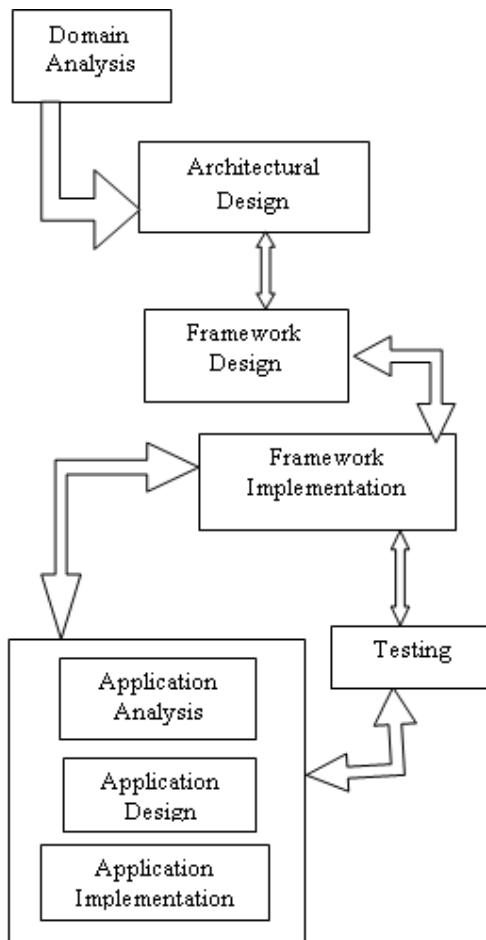 Domain
Analysis
Architectural
Design
Framework
Design
Framework
Implementation
Testing
Application
Analysis
Application
Design
Application
Implementation